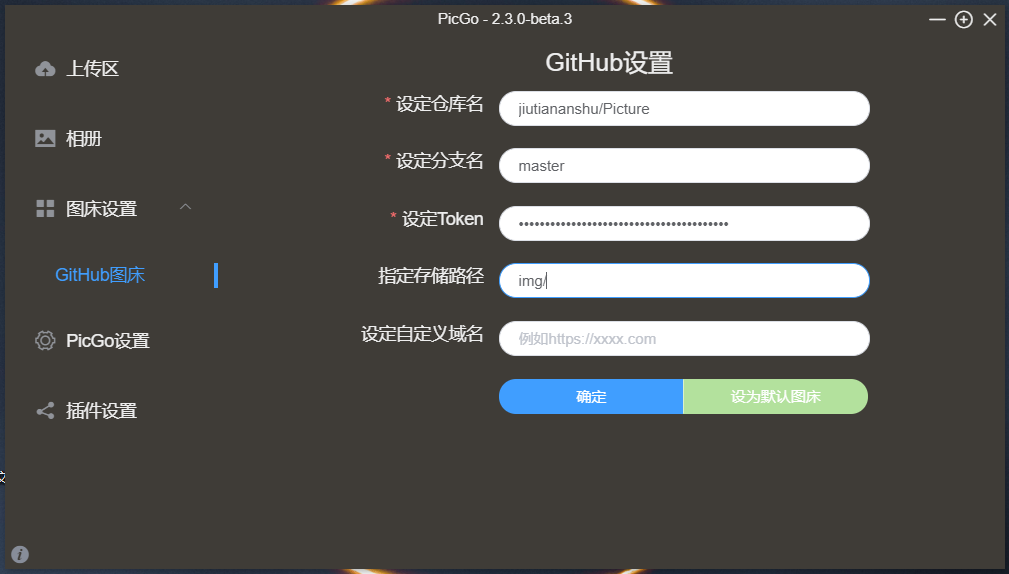 PicGo - 2.3.0-beta.3
上传区
相册
图床设置
GitHub图床
PicGo设置
插件设置
GitHub设置
* 设定仓库名 jiutiananshu/Picture
* 设定分支名 master
* 设定Token ••••••••••••••••••••••••••••••••••••••••
指定存储路径 img/
设定自定义域名 例如https://xxxx.com
确定 设为默认图床